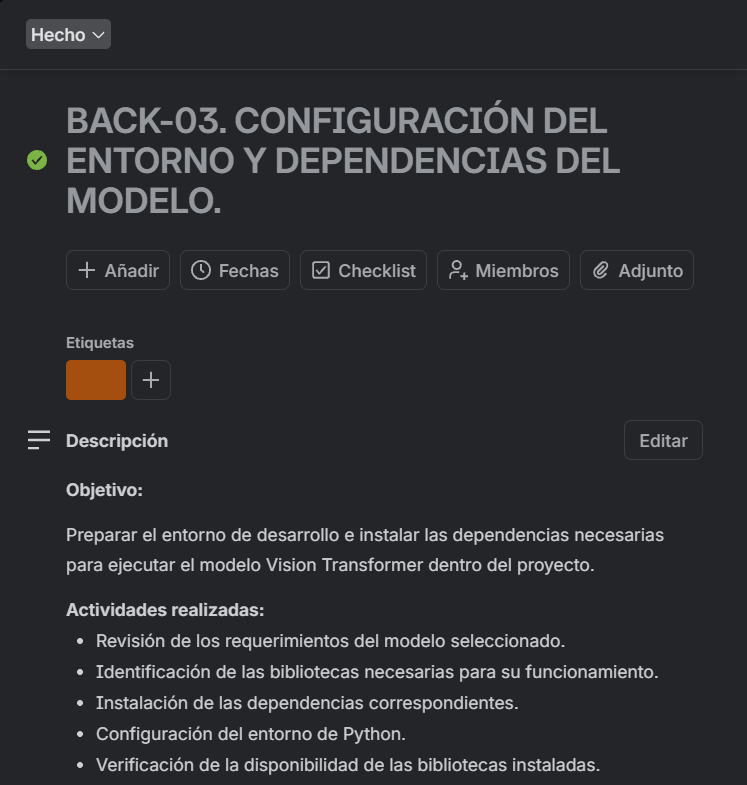 Hecho
BACK-03. CONFIGURACIÓN DEL
ENTORNO Y DEPENDENCIAS DEL
MODELO.
Añadir
Fechas
Checklist
Miembros
Adjunto
Etiquetas
Descripción
Editar
Objetivo:
Preparar el entorno de desarrollo e instalar las dependencias necesarias
para ejecutar el modelo Vision Transformer dentro del proyecto.
Actividades realizadas:
• Revisión de los requerimientos del modelo seleccionado.
• Identificación de las bibliotecas necesarias para su funcionamiento.
• Instalación de las dependencias correspondientes.
• Configuración del entorno de Python.
• Verificación de la disponibilidad de las bibliotecas instaladas.